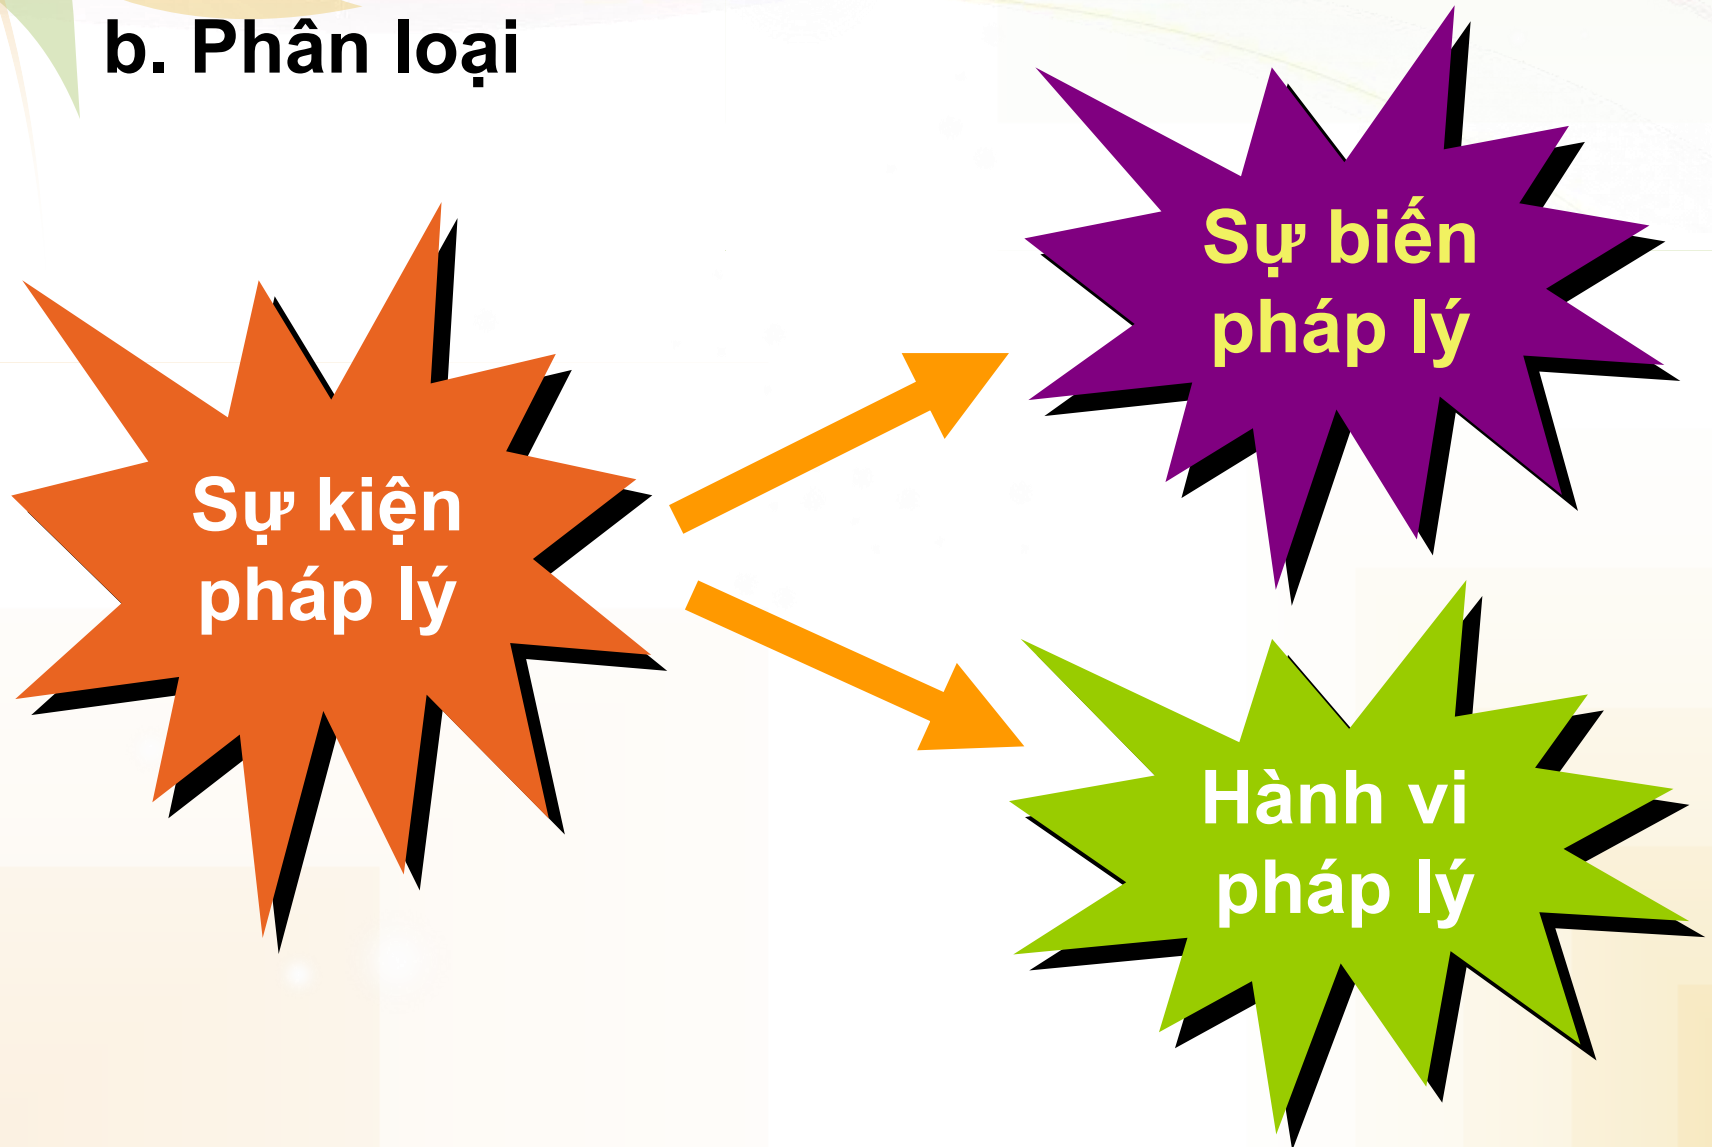 b. Phân loại
Sự biến
pháp lý
Sự kiện
pháp lý
Hành vi
pháp lý